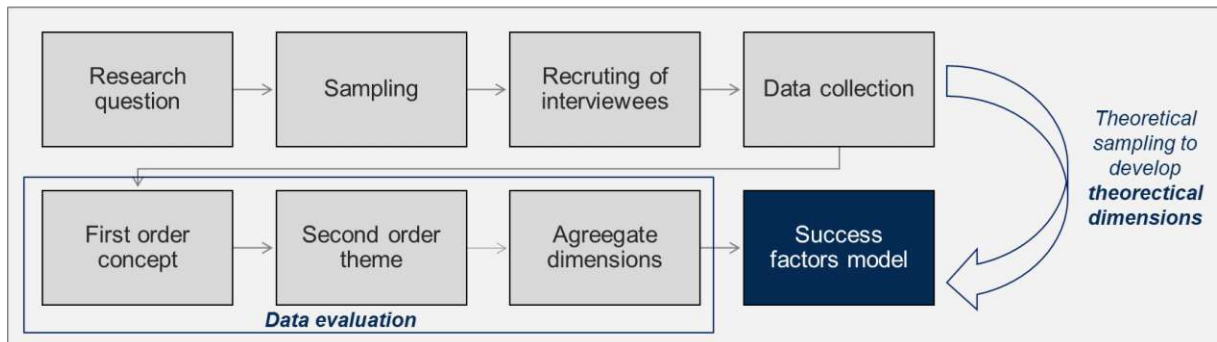 Research
question
Sampling
Recruting of
interviewees
Data collection
Theoretical
sampling to
develop
theorectical
dimensions
First order
concept
Second order
theme
Agreegate
dimensions
Success
factors model
Data evaluation